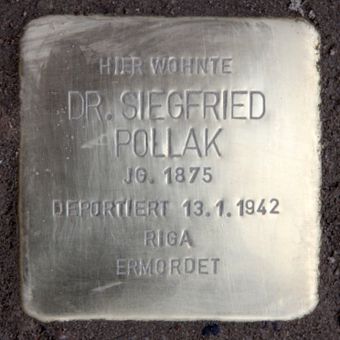 HIER WOHNTE
DR. SIEGFRIED
POLLAK
JG. 1875
DEPORTIERT 13.1.1942
RIGA
ERMORDET